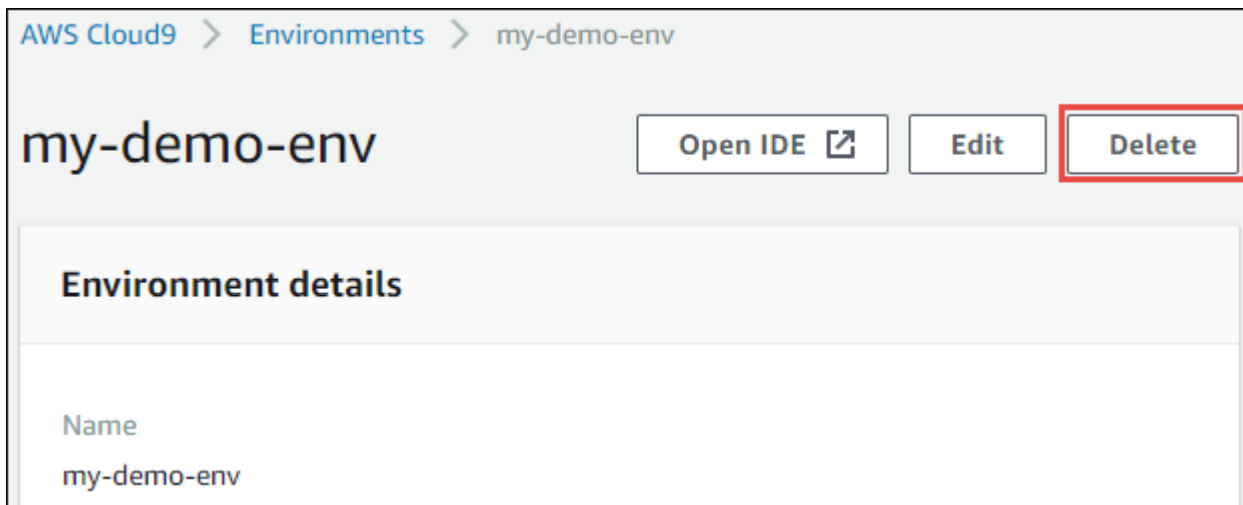 AWS Cloud9 > Environments > my-demo-env
my-demo-env Open IDE Edit Delete
Environment details
Name
my-demo-env